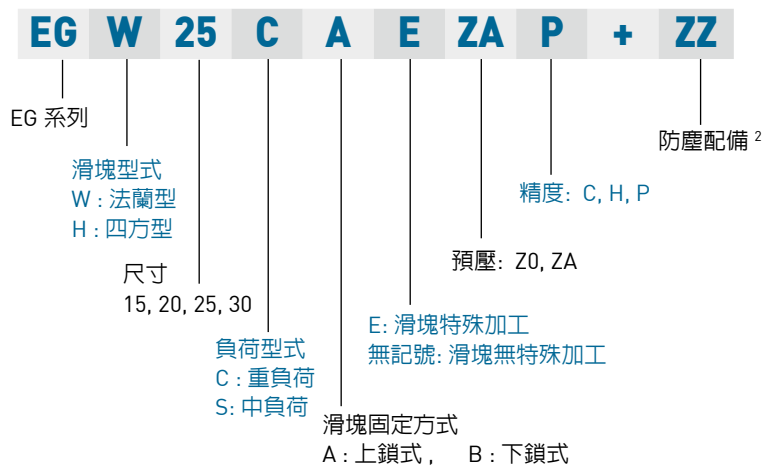 EG W 25 C A E ZA P + ZZ
EG 系列
防塵配備 2
滑塊型式
W : 法蘭型
H : 四方型
精度: C, H, P
預壓: Z0, ZA
尺寸
15, 20, 25, 30
E: 滑塊特殊加工
無記號: 滑塊無特殊加工
負荷型式
C : 重負荷
S: 中負荷
滑塊固定方式
A : 上鎖式 , B : 下鎖式